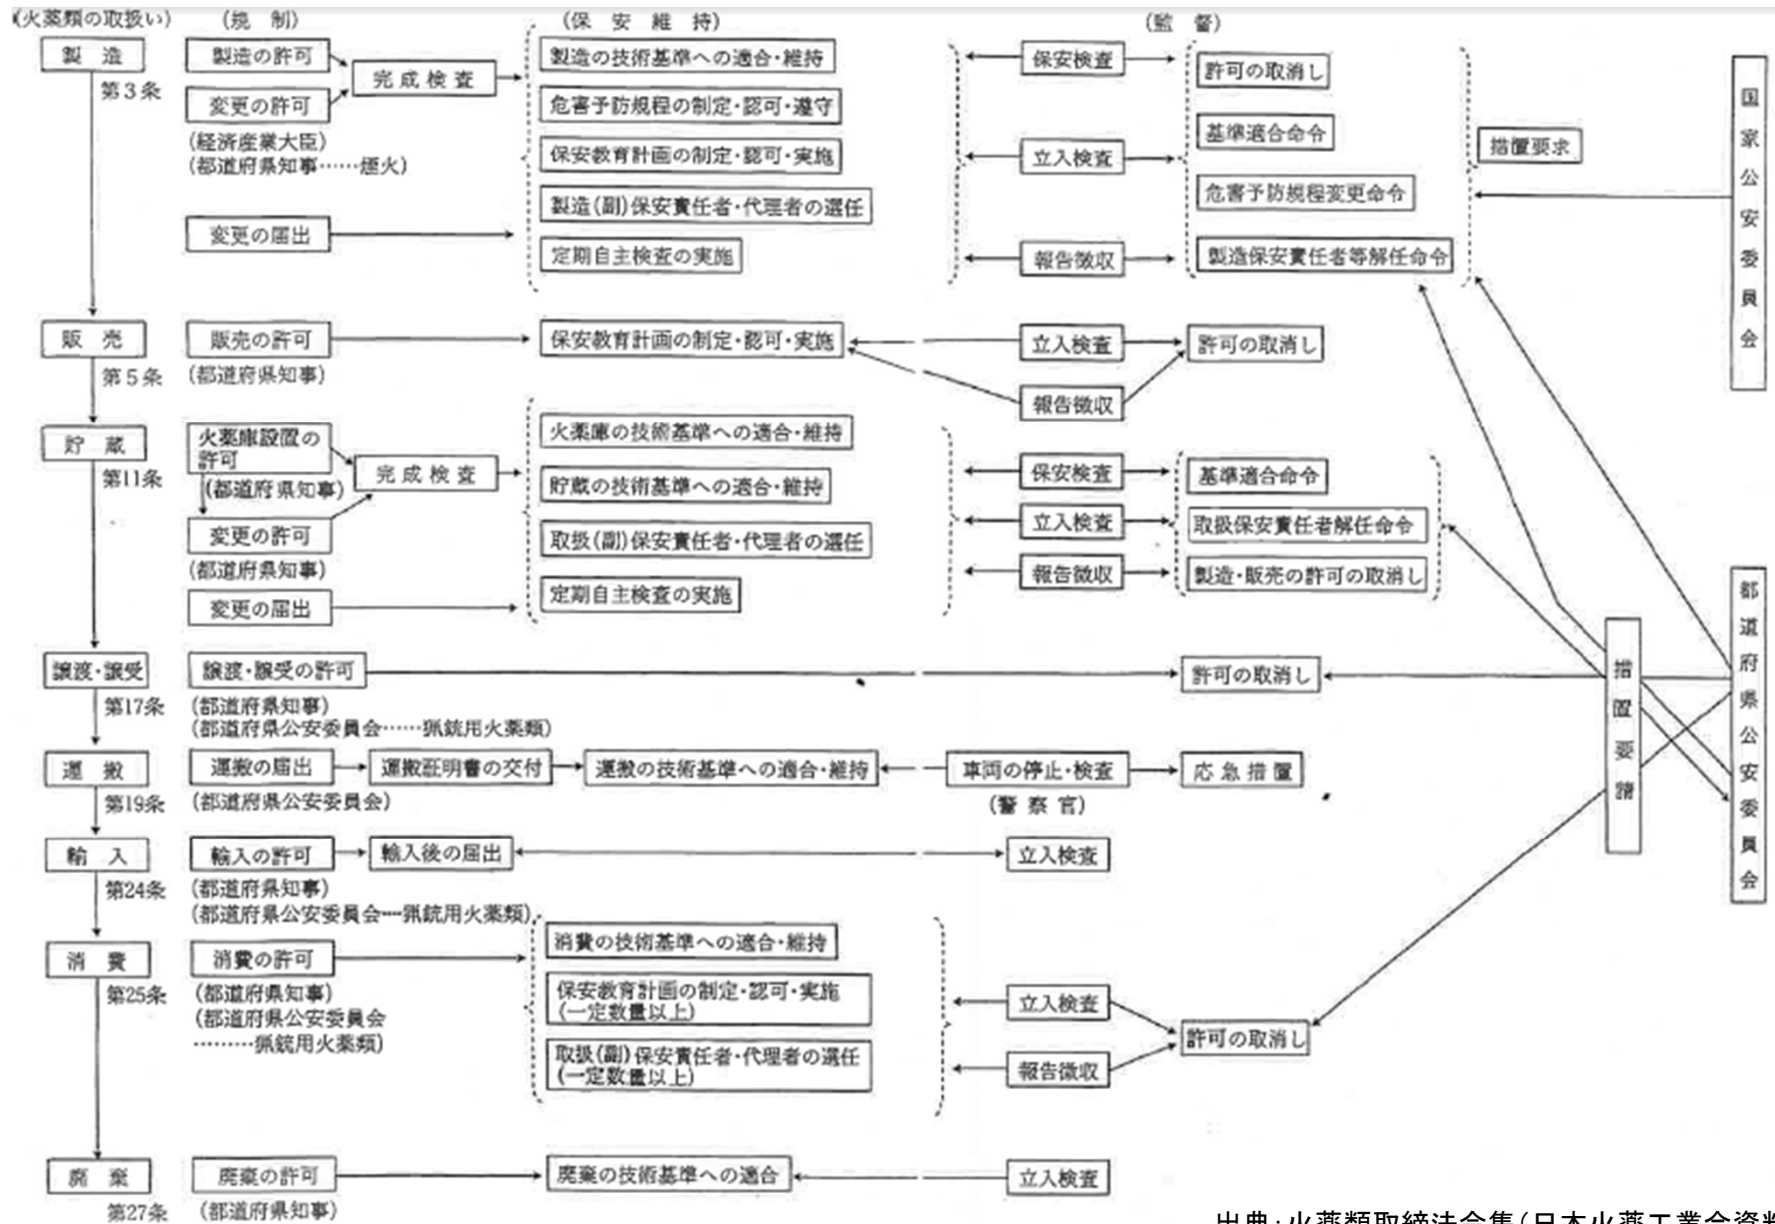 (火薬類の取扱い)
(規　制)
(保　安　維　持)
(監　督)
製　造
第３条
製造の許可
変更の許可
完成検査
(経済産業大臣)
(都道府県知事……煙火)
変更の届出
製造の技術基準への適合・維持
危害予防規程の制定・認可・遵守
保安教育計画の制定・認可・実施
製造(副)保安責任者・代理者の選任
定期自主検査の実施
保安検査
立入検査
報告徴収
許可の取消し
基準適合命令
危害予防規程変更命令
製造保安責任者等解任命令
措置要求
国家公安委員会
販　売
第５条
販売の許可
(都道府県知事)
保安教育計画の制定・認可・実施
立入検査
報告徴収
許可の取消し
貯　蔵
第11条
火薬庫設置の
許可
(都道府県知事)
完成検査
変更の許可
(都道府県知事)
変更の届出
火薬庫の技術基準への適合・維持
貯蔵の技術基準への適合・維持
取扱(副)保安責任者・代理者の選任
定期自主検査の実施
保安検査
立入検査
報告徴収
基準適合命令
取扱保安責任者解任命令
製造・販売の許可の取消し
措置要請
都道府県公安委員会
譲渡・譲受
第17条
譲渡・譲受の許可
(都道府県知事)
(都道府県公安委員会……猟銃用火薬類)
許可の取消し
運　搬
第19条
運搬の届出
(都道府県公安委員会)
運搬証明書の交付
運搬の技術基準への適合・維持
車両の停止・検査
(警　察　官)
応急措置
輸　入
第24条
輸入の許可
(都道府県知事)
(都道府県公安委員会…猟銃用火薬類)
輸入後の届出
立入検査
消　費
第25条
消費の許可
(都道府県知事)
(都道府県公安委員会
………猟銃用火薬類)
消費の技術基準への適合・維持
保安教育計画の制定・認可・実施
(一定数量以上)
取扱(副)保安責任者・代理者の選任
(一定数量以上)
立入検査
報告徴収
許可の取消し
廃　棄
第27条
廃棄の許可
(都道府県知事)
廃棄の技術基準への適合
立入検査
出典：火薬類取締法令集(日本火薬工業会資料